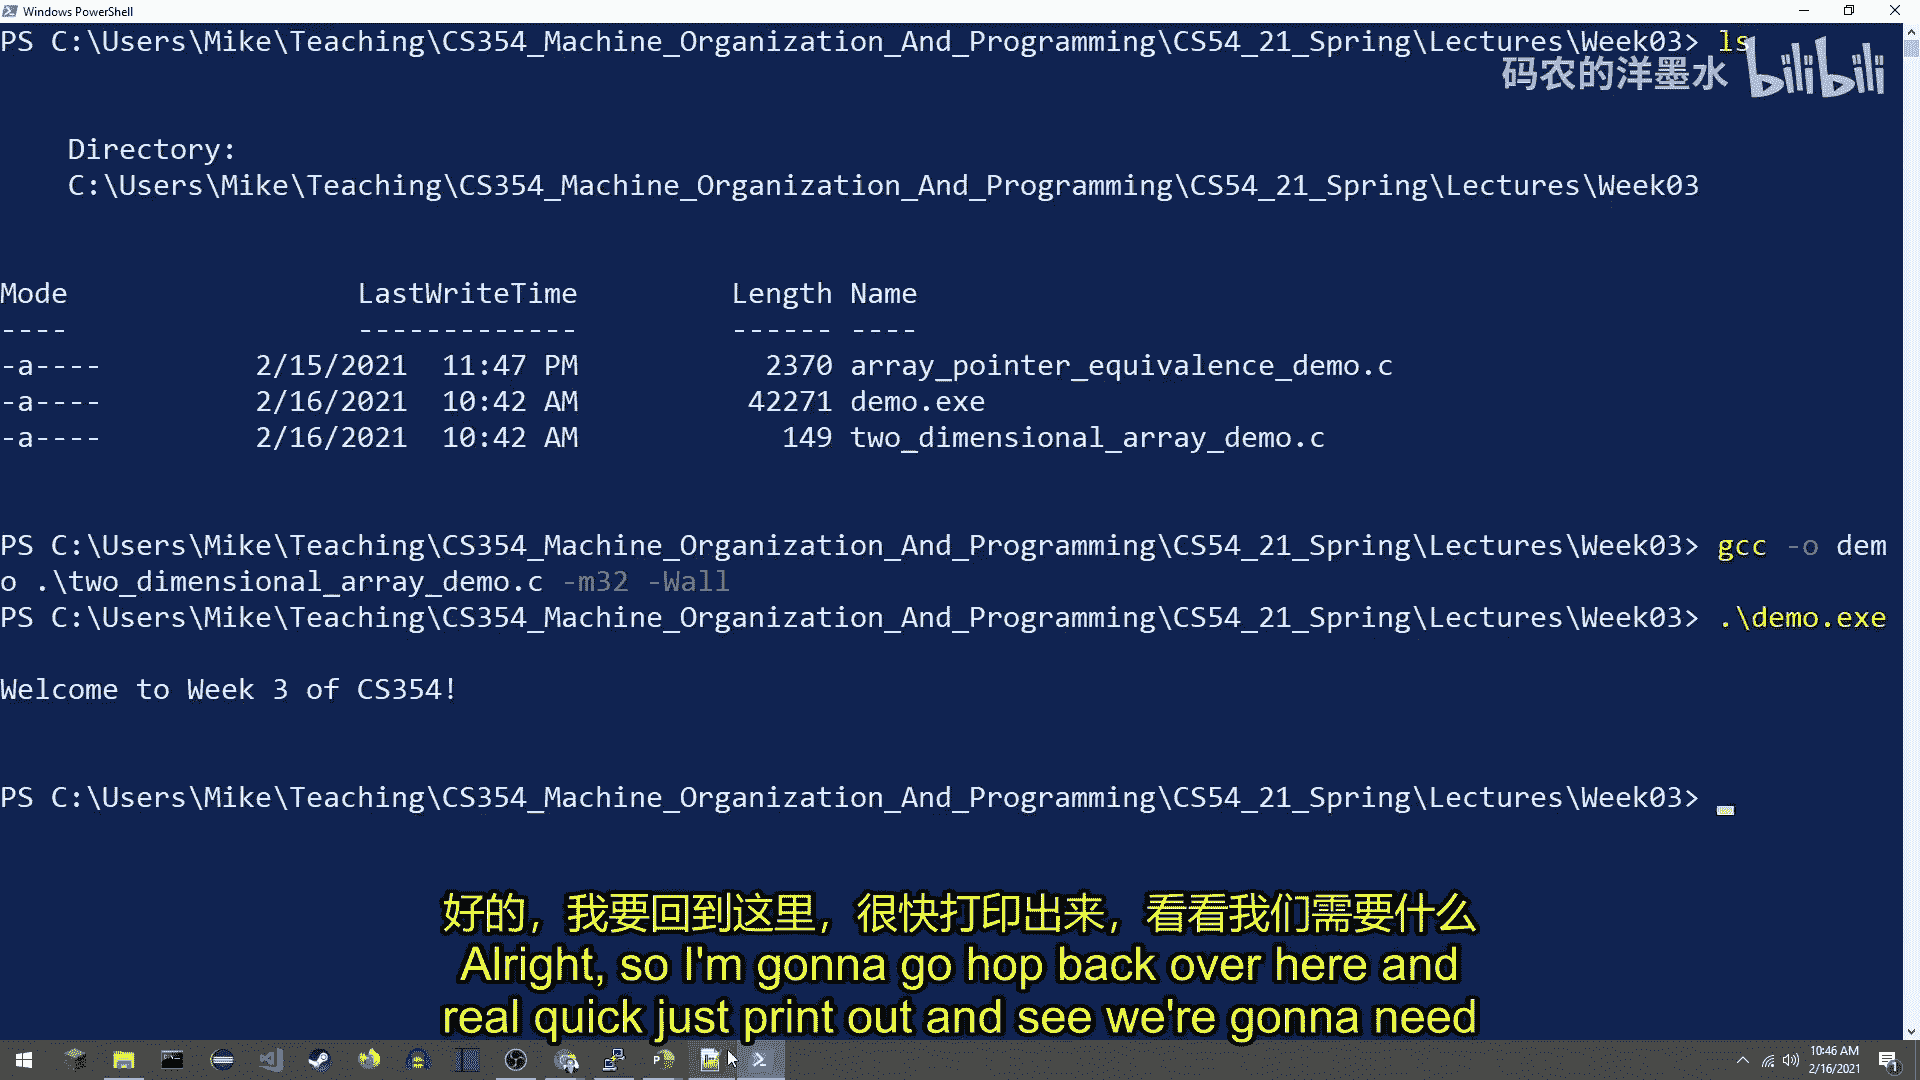 Windows PowerShell
PS C:\Users\Mike\Teaching\CS354_Machine_Organization_And_Programming\CS54_21_Spring\Lectures\Week03> ls
码农的洋墨水 bilibili
Directory:
C:\Users\Mike\Teaching\CS354_Machine_Organization_And_Programming\CS54_21_Spring\Lectures\Week03
Mode LastWriteTime Length Name
---- ------------- ------ ----
-a---- 2/15/2021 11:47 PM 2370 array_pointer_equivalence_demo.c
-a---- 2/16/2021 10:42 AM 42271 demo.exe
-a---- 2/16/2021 10:42 AM 149 two_dimensional_array_demo.c
PS C:\Users\Mike\Teaching\CS354_Machine_Organization_And_Programming\CS54_21_Spring\Lectures\Week03> gcc -o dem
o .\two_dimensional_array_demo.c -m32 -Wall
PS C:\Users\Mike\Teaching\CS354_Machine_Organization_And_Programming\CS54_21_Spring\Lectures\Week03> .\demo.exe
Welcome to Week 3 of CS354!
PS C:\Users\Mike\Teaching\CS354_Machine_Organization_And_Programming\CS54_21_Spring\Lectures\Week03>
好的，我要回到这里，很快打印出来，看看我们需要什么
Alright, so I'm gonna go hop back over here and
real quick just print out and see we're gonna need
10:46 AM
2/16/2021